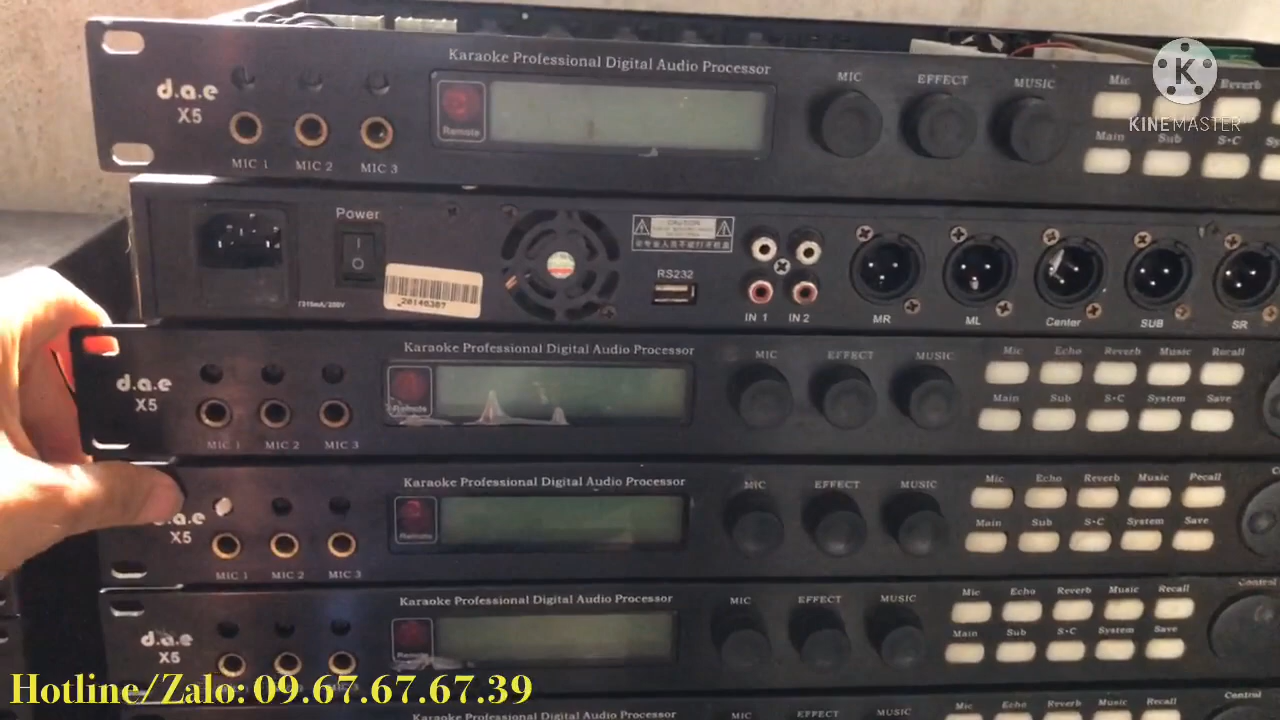 Karaoke Professional Digital Audio Processor
d.a.e
X5
Remote
MIC 1 MIC 2 MIC 3
MIC EFFECT MUSIC
Mic Reverb
Main Sub S·C
KINEMASTER
Power
RS232
IN 1 IN 2
MR ML Center SUB SR
Karaoke Professional Digital Audio Processor
d.a.e
X5
Remote
MIC 1 MIC 2 MIC 3
MIC EFFECT MUSIC
Mic Echo Reverb Music Recall
Main Sub S·C System Save
Karaoke Professional Digital Audio Processor
X5
Remote
MIC 1 MIC 2 MIC 3
MIC EFFECT MUSIC
Mic Echo Reverb Music Recall
Main Sub S·C System Save
Karaoke Professional Digital Audio Processor
d.a.e
X5
MIC EFFECT MUSIC
Mic Echo Reverb Music Recall
Main Sub S·C System Save
Control
Karaoke Professional Digital Audio Processor
MIC EFFECT MUSIC
Mic Echo Reverb Music Recall
Control
Hotline/Zalo: 09.67.67.67.39